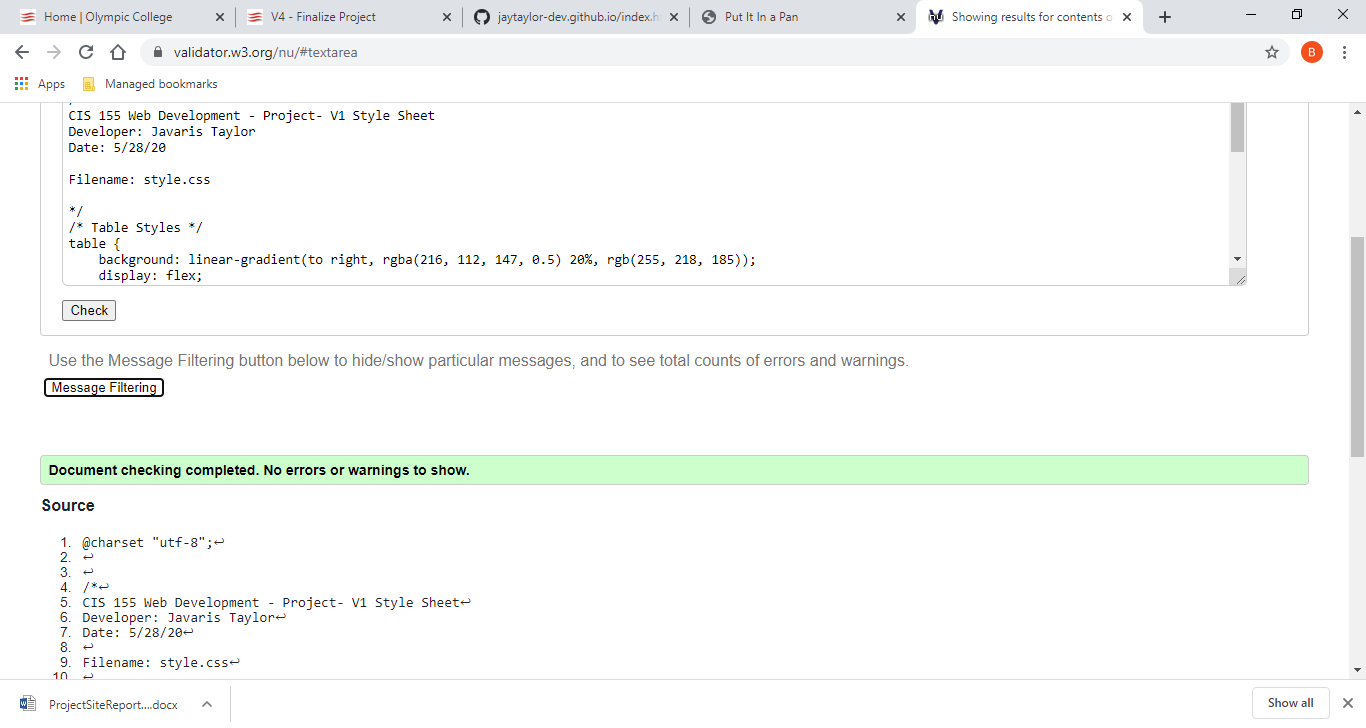 Home | Olympic College
V4 - Finalize Project
jaytaylor-dev.github.io/index.h
Put It In a Pan
Showing results for contents o
validator.w3.org/nu/#textarea
B
Apps
Managed bookmarks
CIS 155 Web Development - Project- V1 Style Sheet
Developer: Javaris Taylor
Date: 5/28/20
Filename: style.css
*/
/* Table Styles */
table {
background: linear-gradient(to right, rgba(216, 112, 147, 0.5) 20%, rgb(255, 218, 185));
display: flex;
Check
Use the Message Filtering button below to hide/show particular messages, and to see total counts of errors and warnings.
Message Filtering
Document checking completed. No errors or warnings to show.
Source
1. @charset "utf-8";↩
2. ↩
3. ↩
4. /*↩
5. CIS 155 Web Development - Project- V1 Style Sheet↩
6. Developer: Javaris Taylor↩
7. Date: 5/28/20↩
8. ↩
9. Filename: style.css↩
10. ↩
ProjectSiteReport....docx
Show all